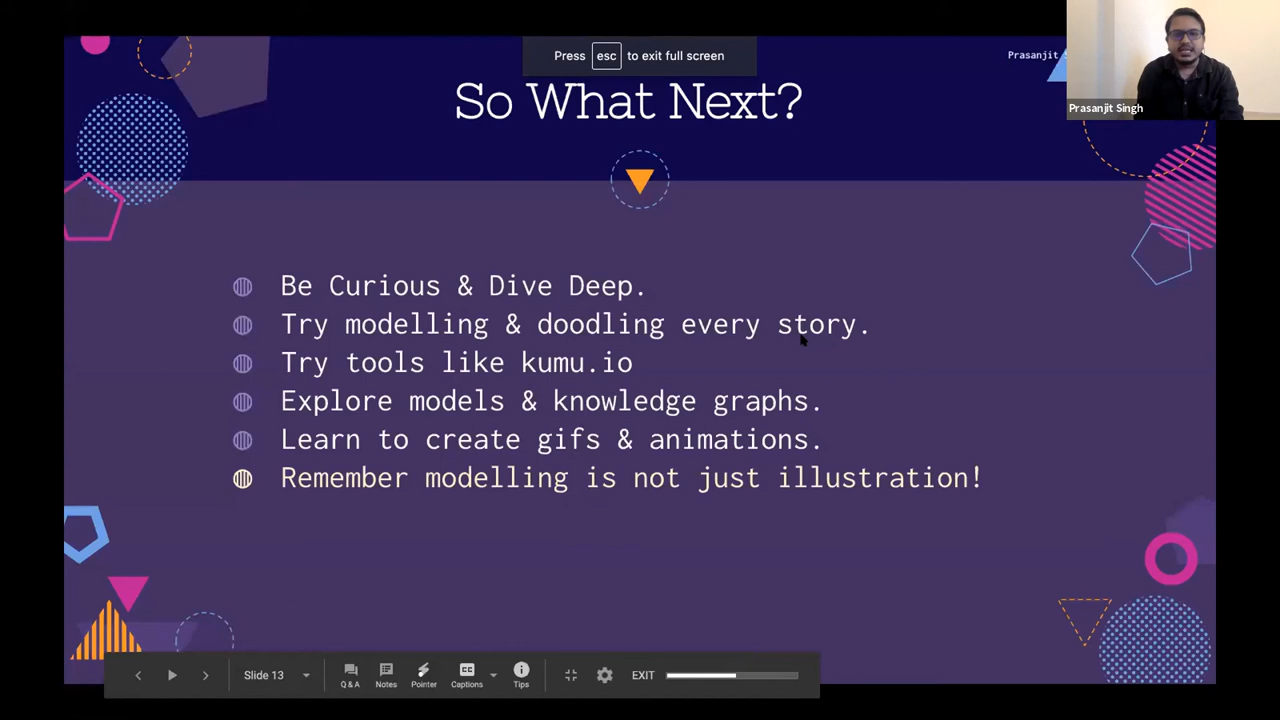 Press esc to exit full screen
Prasanjit
So What Next?
Prasanjit Singh
Be Curious & Dive Deep.
Try modelling & doodling every story.
Try tools like kumu.io
Explore models & knowledge graphs.
Learn to create gifs & animations.
Remember modelling is not just illustration!
Slide 13
Q & A
Notes
Pointer
CC
Captions
Tips
EXIT